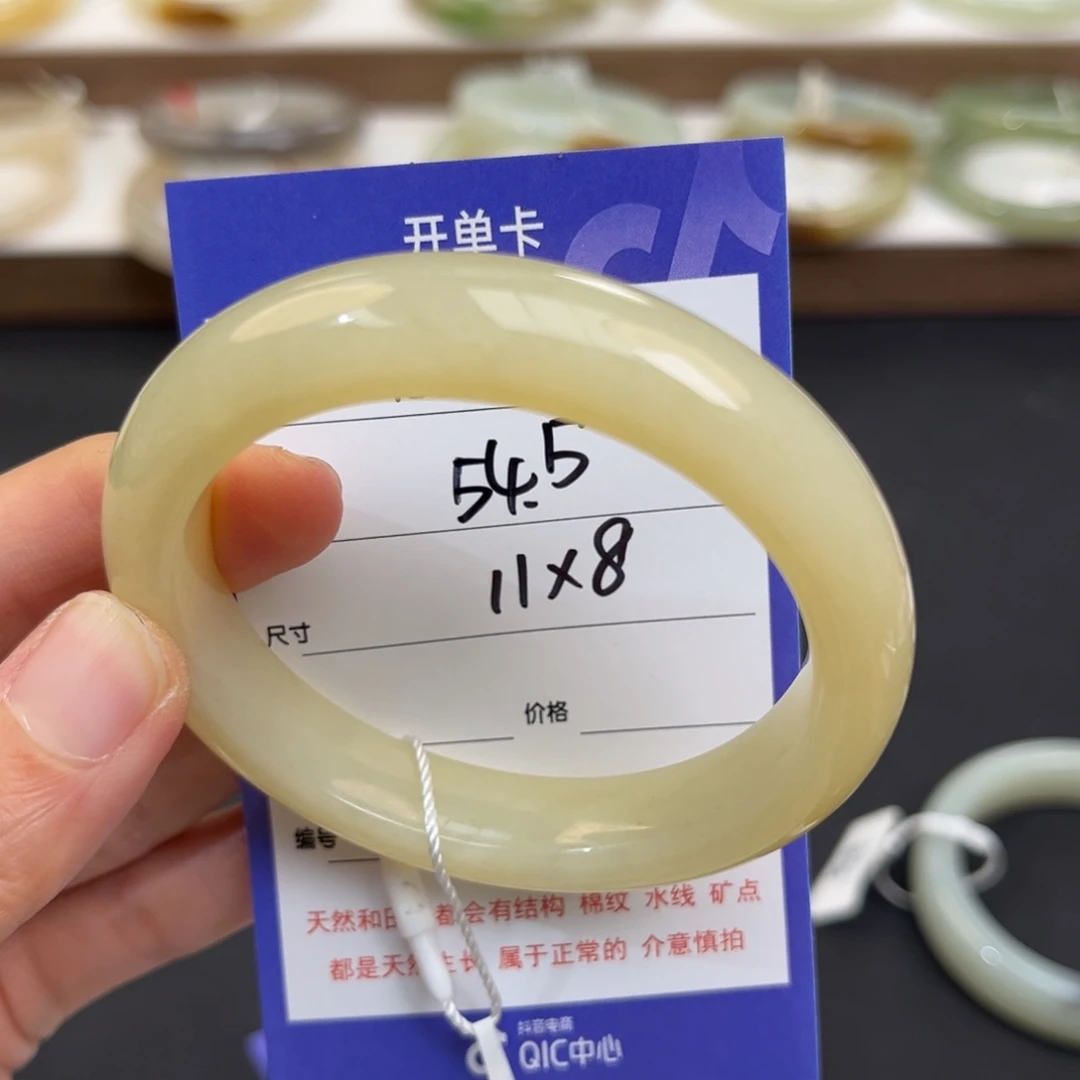 开单卡
54.5
11×8
尺寸
价格
编号
天然和 都会有结构 棉纹 水线 矿点
都是天然生长 属于正常的 介意慎拍
抖音电商
QIC中心